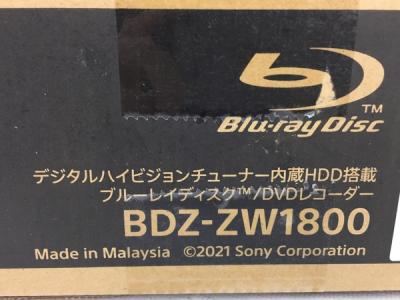 Blu-ray Disc TM
デジタルハイビジョンチューナー内蔵HDD搭載
ブルーレイディスク™/DVDレコーダー
BDZ-ZW1800
Made in Malaysia ©2021 Sony Corporation